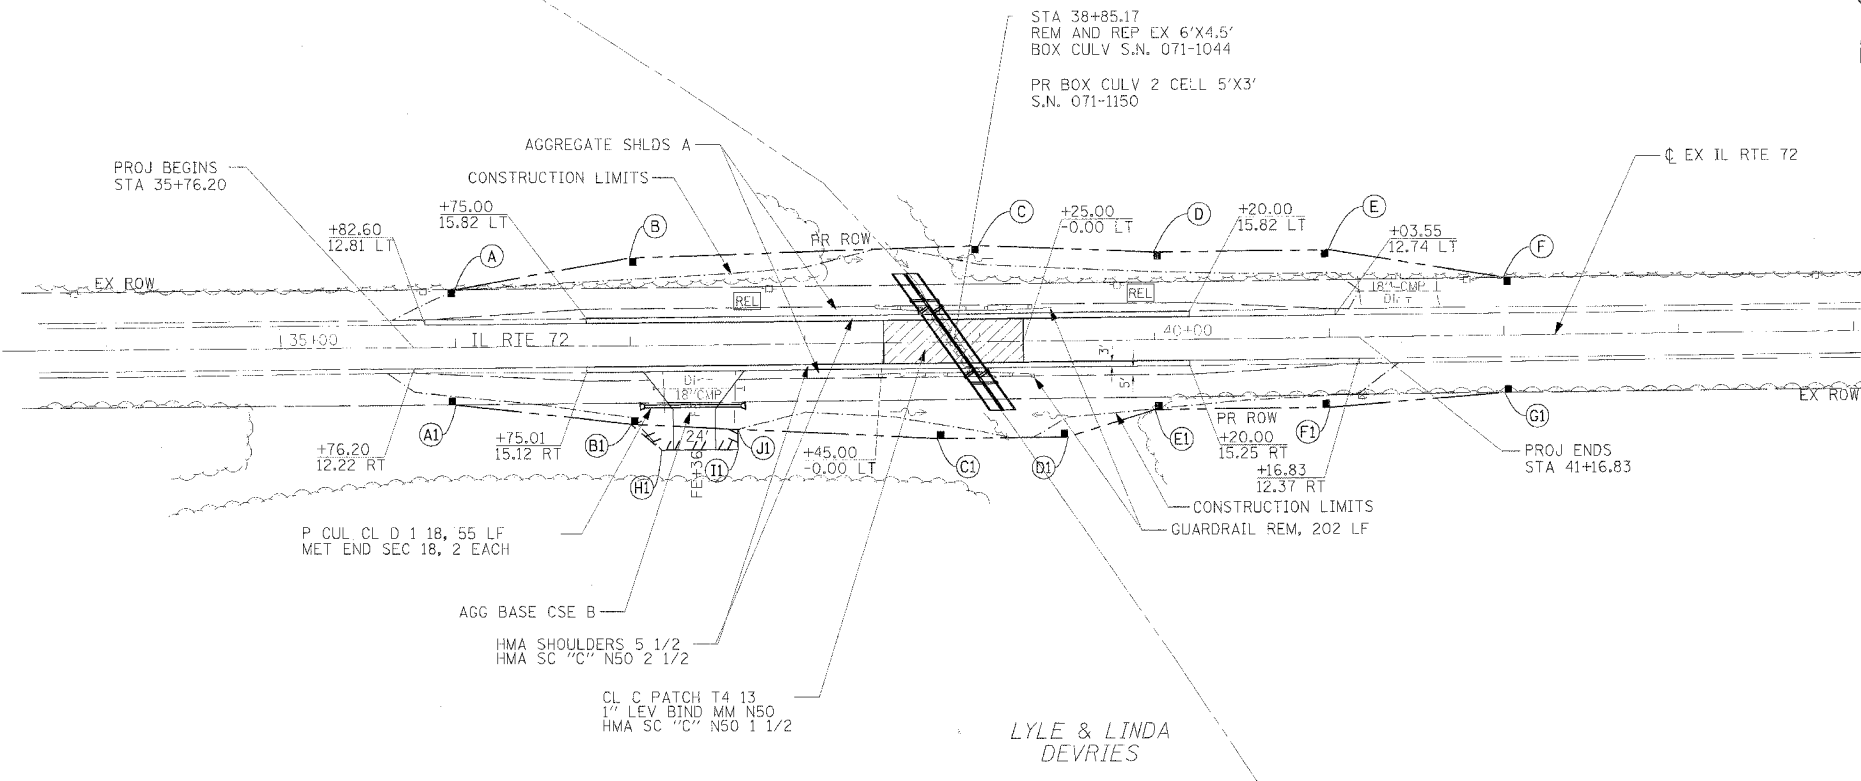 STA 38+85.17
REM AND REP EX 6'X4.5'
BOX CULV S.N. 071-1044
PR BOX CULV 2 CELL 5'X3'
S.N. 071-1150
AGGREGATE SHLDS A
CONSTRUCTION LIMITS
PROJ BEGINS
STA 35+76.20
℄ EX IL RTE 72
+82.60
12.81 LT
+75.00
15.82 LT
A
B
PR ROW
C
+25.00
-0.00 LT
D
+20.00
15.82 LT
E
+03.55
12.74 LT
F
EX ROW
REL
REL
18" CMP
35+00
IL RTE 72
40+00
3'
5'
18" CMP
EX ROW
+76.20
12.22 RT
A1
+75.01
15.12 RT
B1
H1
24'
FE+36
I1
J1
+45.00
-0.00 LT
C1
D1
E1
PR ROW
+20.00
15.25 RT
F1
+16.83
12.37 RT
G1
PROJ ENDS
STA 41+16.83
CONSTRUCTION LIMITS
GUARDRAIL REM, 202 LF
P CUL CL D 1 18, 55 LF
MET END SEC 18, 2 EACH
AGG BASE CSE B
HMA SHOULDERS 5 1/2
HMA SC "C" N50 2 1/2
CL C PATCH T4 13
1" LEV BIND MM N50
HMA SC "C" N50 1 1/2
LYLE & LINDA
DEVRIES